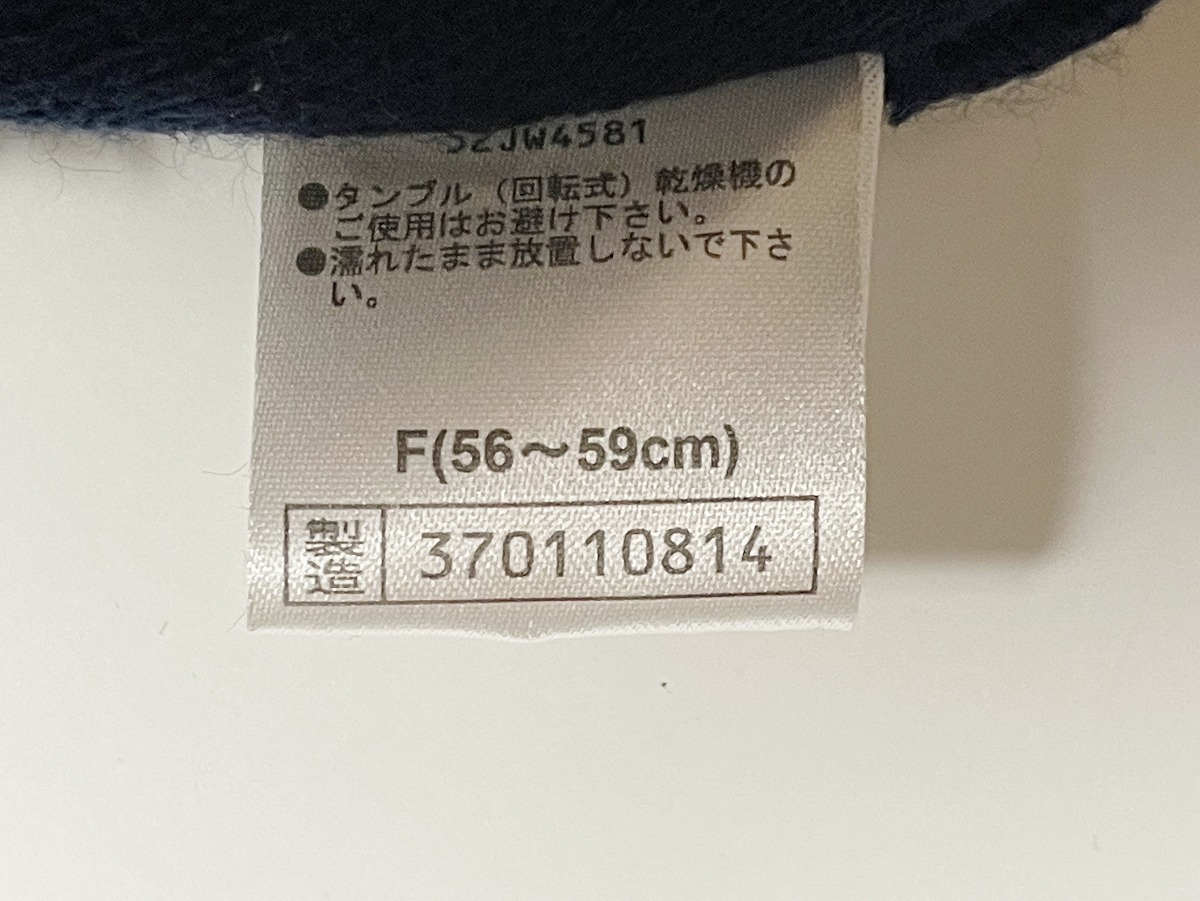 52JW4581
●タンブル（回転式）乾燥機の
ご使用はお避け下さい。
●濡れたまま放置しないで下さ
い。
F(56～59cm)
製造 370110814